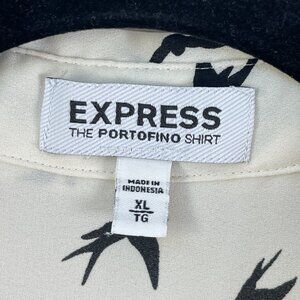 EXPRESS
THE PORTOFINO SHIRT
MADE IN
INDONESIA
XL
TG